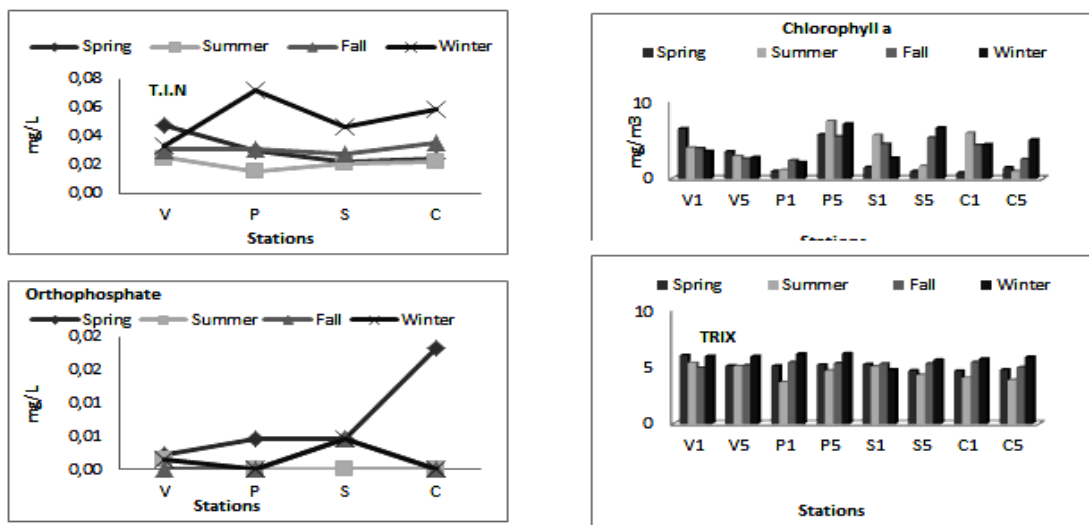 Spring Summer Fall Winter
T.I.N
mg/L
0,08
0,06
0,04
0,02
0,00
V P S C
Stations
Orthophosphate
Spring Summer Fall Winter
mg/L
0,02
0,02
0,01
0,01
0,00
V P S C
Stations
Chlorophyll a
Spring Summer Fall Winter
mg/m3
10
5
0
V1 V5 P1 P5 S1 S5 C1 C5
Stations
Spring Summer Fall Winter
TRIX
10
5
0
V1 V5 P1 P5 S1 S5 C1 C5
Stations